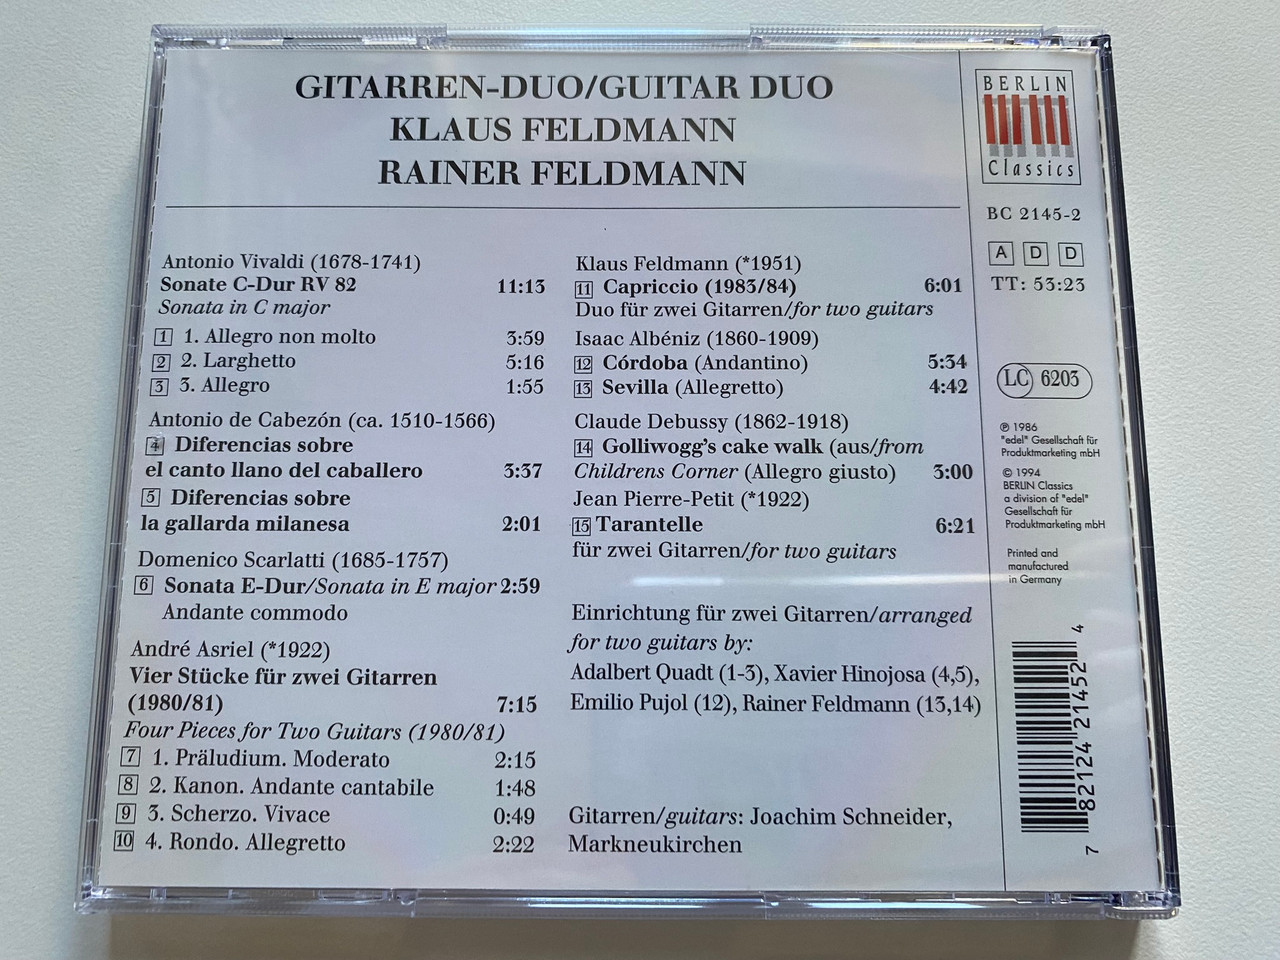 GITARREN-DUO/GUITAR DUO
KLAUS FELDMANN
RAINER FELDMANN
Antonio Vivaldi (1678-1741)
Sonate C-Dur RV 82 11:13
Sonata in C major
1 1. Allegro non molto 3:59
2 2. Larghetto 5:16
3 3. Allegro 1:55
Antonio de Cabezón (ca. 1510-1566)
4 Diferencias sobre
el canto llano del caballero 3:37
5 Diferencias sobre
la gallarda milanesa 2:01
Domenico Scarlatti (1685-1757)
6 Sonata E-Dur/Sonata in E major 2:59
Andante commodo
André Asriel (*1922)
Vier Stücke für zwei Gitarren
(1980/81) 7:15
Four Pieces for Two Guitars (1980/81)
7 1. Präludium. Moderato 2:15
8 2. Kanon. Andante cantabile 1:48
9 3. Scherzo. Vivace 0:49
10 4. Rondo. Allegretto 2:22
Klaus Feldmann (*1951)
11 Capriccio (1983/84) 6:01
Duo für zwei Gitarren/for two guitars
Isaac Albéniz (1860-1909)
12 Córdoba (Andantino) 5:34
13 Sevilla (Allegretto) 4:42
Claude Debussy (1862-1918)
14 Golliwogg's cake walk (aus/from
Childrens Corner (Allegro giusto) 3:00
Jean Pierre-Petit (*1922)
15 Tarantelle 6:21
für zwei Gitarren/for two guitars
Einrichtung für zwei Gitarren/arranged
for two guitars by:
Adalbert Quadt (1-3), Xavier Hinojosa (4,5),
Emilio Pujol (12), Rainer Feldmann (13,14)
Gitarren/guitars: Joachim Schneider,
Markneukirchen
BERLIN
Classics
BC 2145-2
A D D
TT: 53:23
LC 6203
℗ 1986
"edel" Gesellschaft für
Produktmarketing mbH
© 1994
BERLIN Classics
a division of "edel"
Gesellschaft für
Produktmarketing mbH
Printed and
manufactured
in Germany
7 82124 21452 4